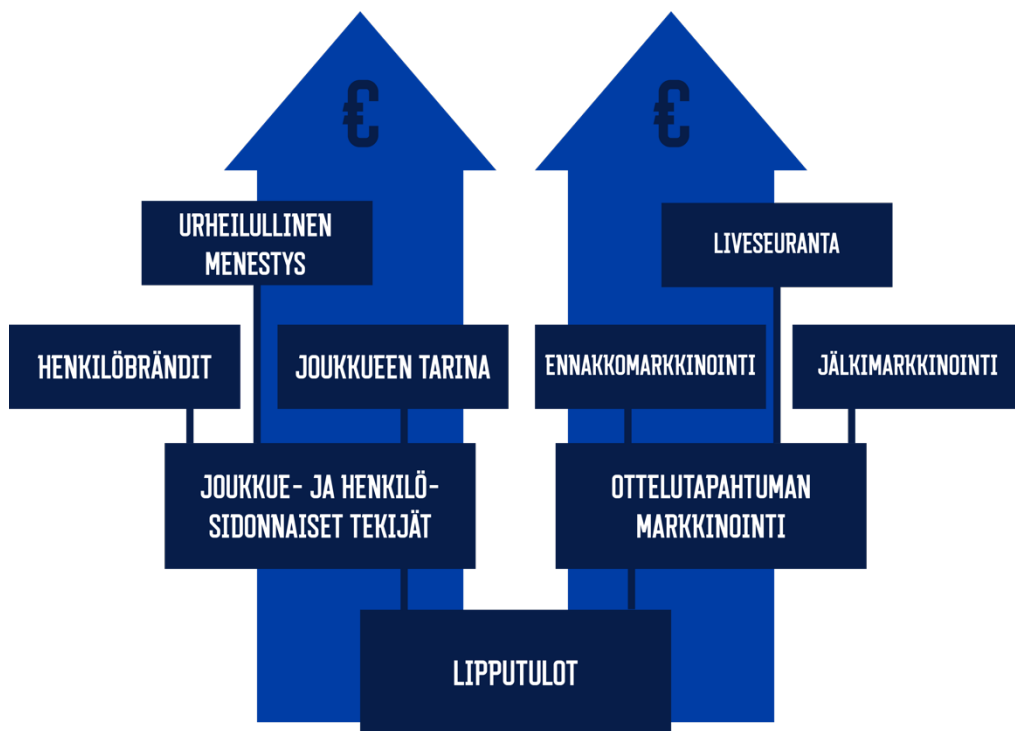 €
€
URHEILULLINEN
MENESTYS
LIVESEURANTA
HENKILÖBRÄNDIT
JOUKKUEEN TARINA
ENNAKKOMARKKINOINTI
JÄLKIMARKKINOINTI
JOUKKUE- JA HENKILÖ-
SIDONNAISET TEKIJÄT
OTTELUTAPAHTUMAN
MARKKINOINTI
LIPPUTULOT